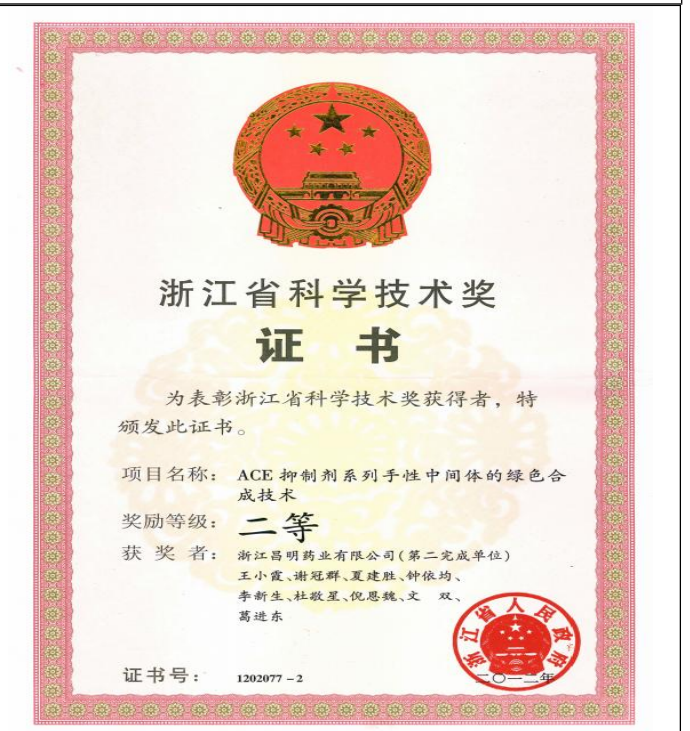 浙江省科学技术奖
证 书
为表彰浙江省科学技术奖获得者，特
颁发此证书。
项目名称： ACE 抑制剂系列手性中间体的绿色合
成技术
奖励等级： 二等
获 奖 者： 浙江昌明药业有限公司(第二完成单位)
王小霞、谢冠群、夏建胜、钟依均、
李新生、杜敬星、倪恩魏、文 双、
葛进东
浙江省人民政府
二〇一二年
证书号： 1202077－2